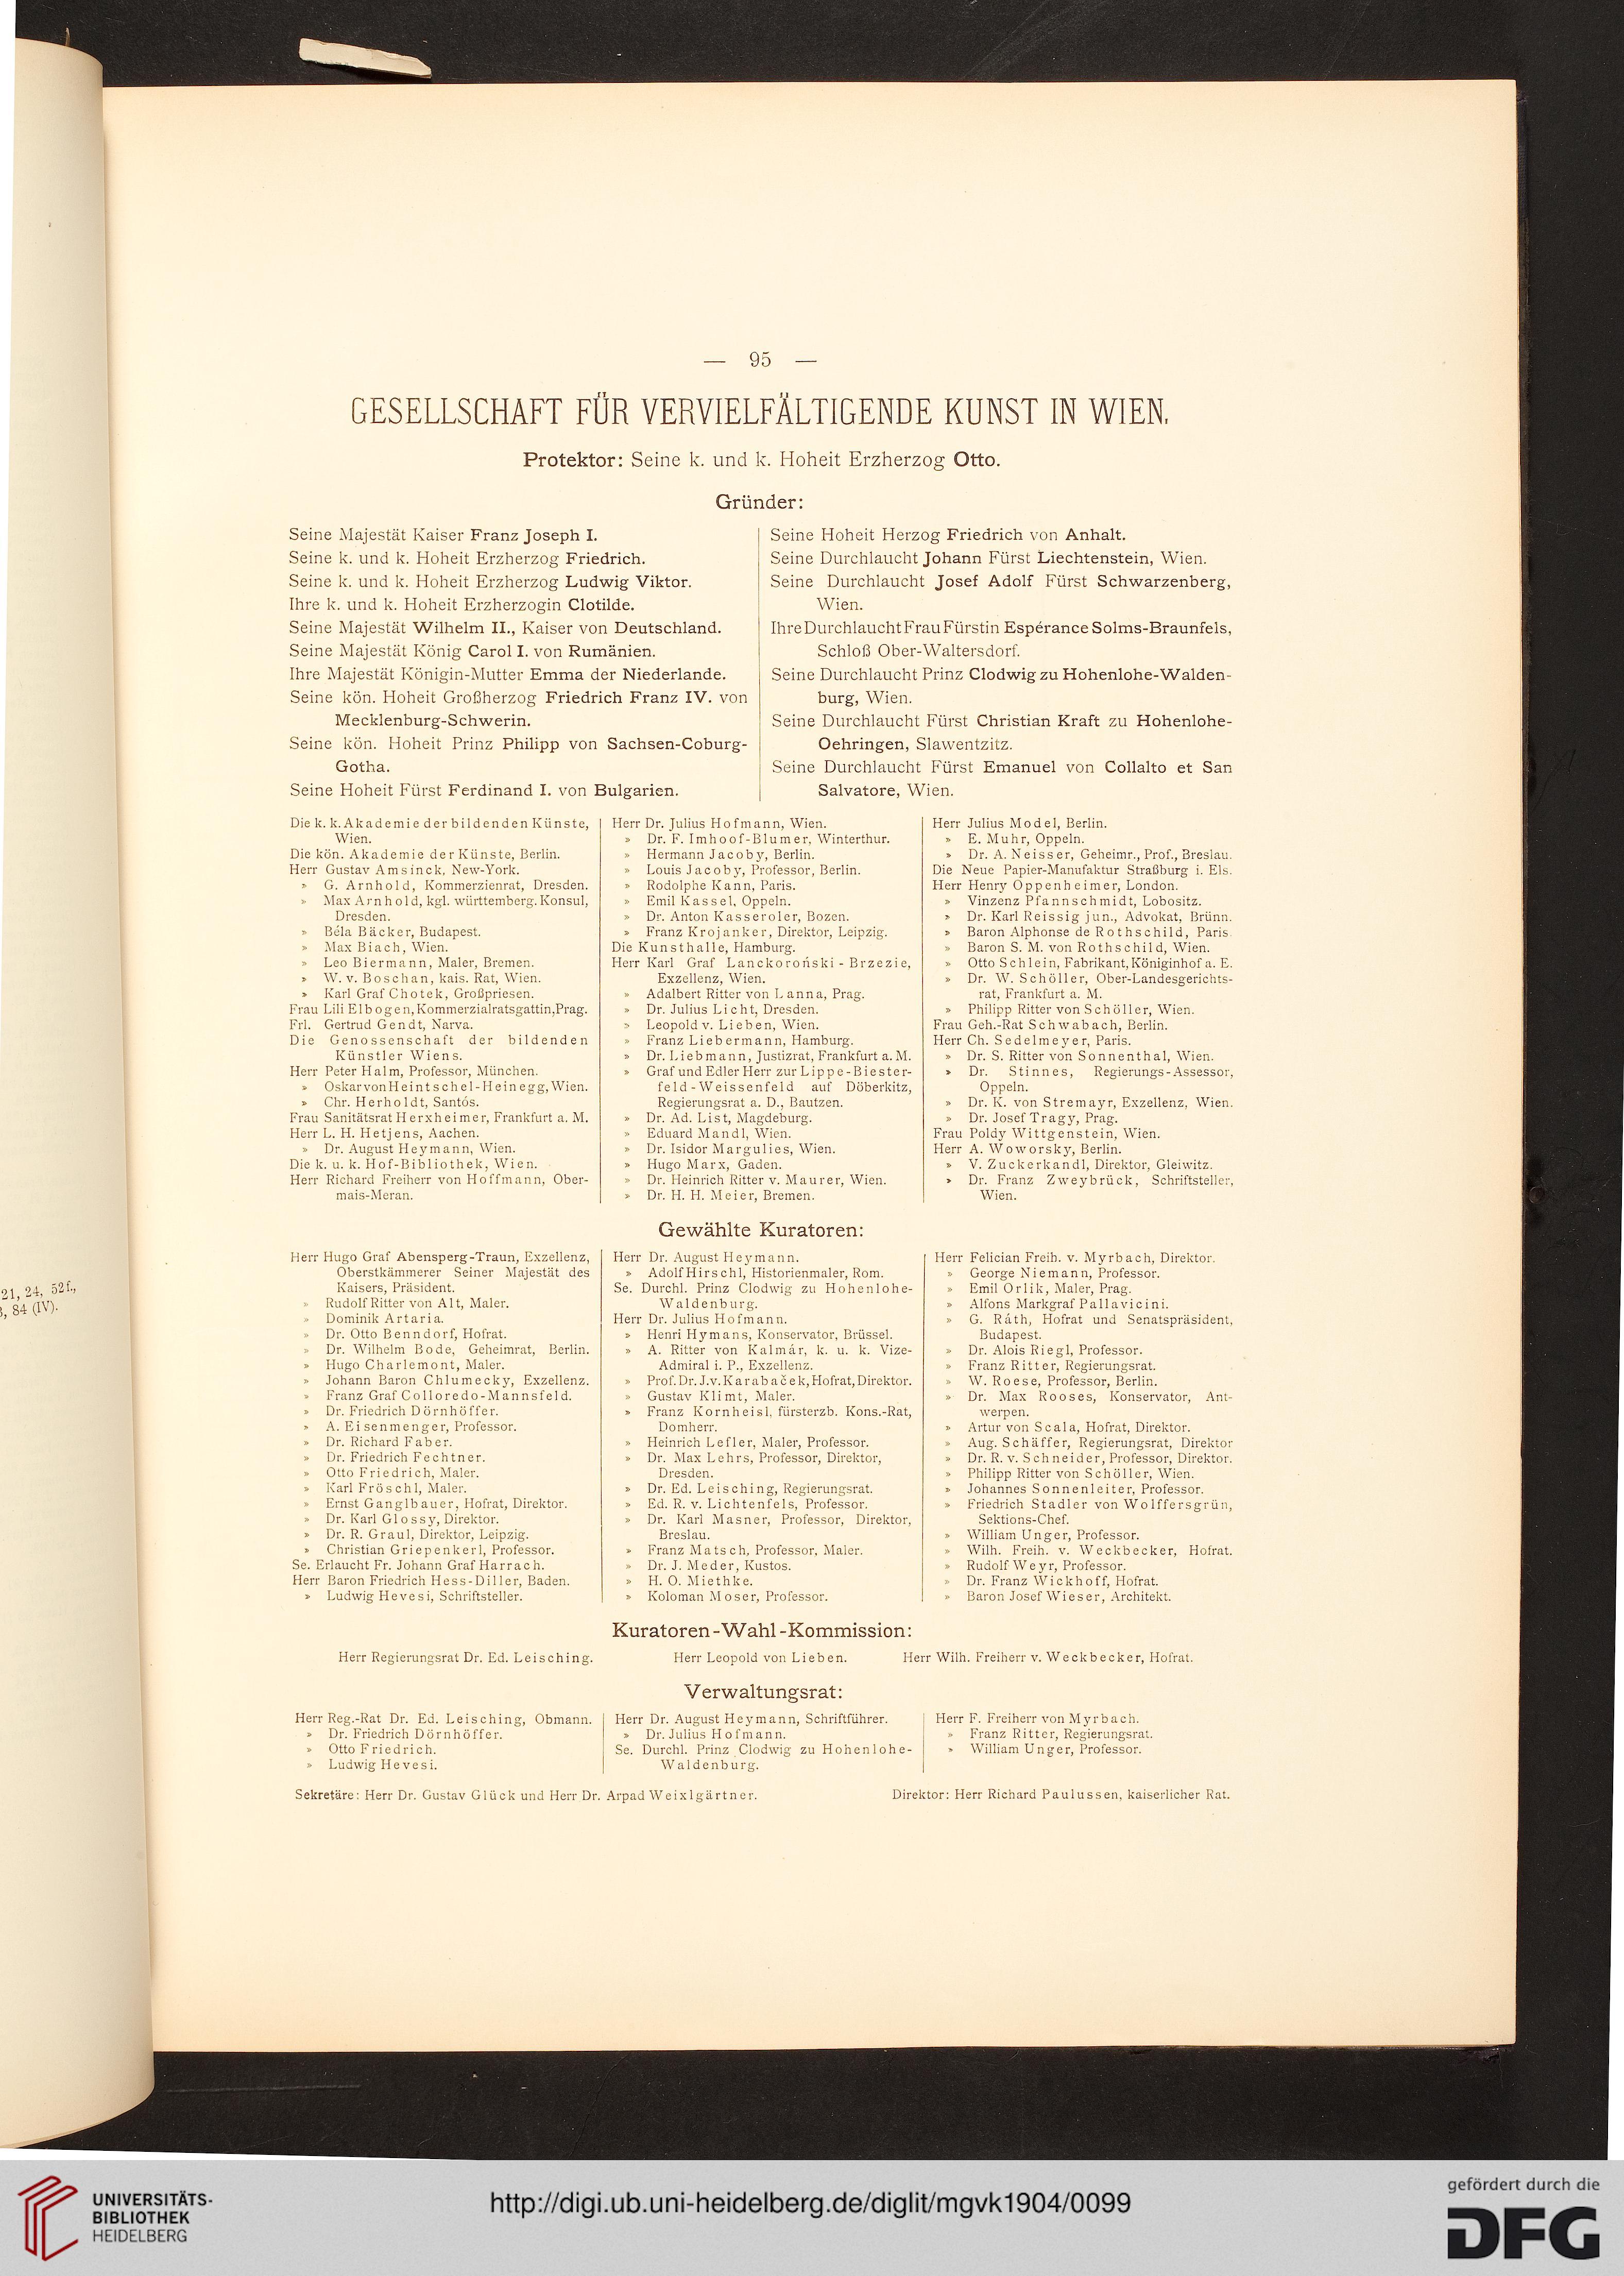 — 95 —
GESELLSCHAFT FÜR VERVIELFÄLTIGENDE KUNST IN WIEN.
Protektor: Seine k. und k. Hoheit Erzherzog Otto.
Gründer:
Seine Majestät Kaiser Franz Joseph I.
Seine k. und k. Hoheit Erzherzog Friedrich.
Seine k. und k. Hoheit Erzherzog Ludwig Viktor.
Ihre k. und k. Hoheit Erzherzogin Clotilde.
Seine Majestät Wilhelm II., Kaiser von Deutschland.
Seine Majestät König Carol I. von Rumänien.
Ihre Majestät Königin-Mutter Emma der Niederlande.
Seine kön. Hoheit Großherzog Friedrich Franz IV. von
Mecklenburg-Schwerin.
Seine kön. Hoheit Prinz Philipp von Sachsen-Coburg-
Gotha.
Seine Hoheit Fürst Ferdinand I. von Bulgarien.
Seine Hoheit Herzog Friedrich von Anhalt.
Seine Durchlaucht Johann Fürst Liechtenstein, Wien.
Seine Durchlaucht Josef Adolf Fürst Schwarzenberg,
Wien.
Ihre Durchlaucht Frau Fürstin Espérance Solms-Braunfels,
Schloß Ober-Waltersdorf.
Seine Durchlaucht Prinz Clodwig zu Hohenlohe-Walden-
burg, Wien.
Seine Durchlaucht Fürst Christian Kraft zu Hohenlohe-
Oehringen, Slawentzitz.
Seine Durchlaucht Fürst Emanuel von Collalto et San
Salvatore, Wien.
Die k. k. Akademie der bildenden Künste,
Wien.
Die kön. Akademie der Künste, Berlin.
Herr Gustav Amsinck, New-York.
» G. Arnhold, Kommerzienrat, Dresden.
» Max Arnhold, kgl. württemberg. Konsul,
Dresden.
» Béla Bäcker, Budapest.
» Max Biach, Wien.
» Leo Biermann, Maler, Bremen.
» W. v. Boschan, kais. Rat, Wien.
» Karl Graf Chotek, Großpriesen.
Frau Lili Elbogen, Kommerzialratsgattin, Prag.
Frl. Gertrud Gendt, Narva.
Die Genossenschaft der bildenden
Künstler Wiens.
Herr Peter Halm, Professor, München.
» Oskar von Heintschel-Heinegg, Wien.
» Chr. Herholdt, Santós.
Frau Sanitätsrat Herxheimer, Frankfurt a. M.
Herr L. H. Hetjens, Aachen.
» Dr. August Heymann, Wien.
Die k. u. k. Hof-Bibliothek, Wien.
Herr Richard Freiherr von Hoffmann, Ober-
mais-Meran.
Herr Dr. Julius Hofmann, Wien.
» Dr. F. Imhoof-Blumer, Winterthur.
» Hermann Jacoby, Berlin.
» Louis Jacoby, Professor, Berlin.
» Rodolphe Kann, Paris.
» Emil Kassel, Oppeln.
» Dr. Anton Kasseroler, Bozen.
» Franz Krojanker, Direktor, Leipzig.
Die Kunsthalle, Hamburg.
Herr Karl Graf Lanckoroński-Brzezie,
Exzellenz, Wien.
» Adalbert Ritter von Lanna, Prag.
» Dr. Julius Licht, Dresden.
» Leopold v. Lieben, Wien.
» Franz Liebermann, Hamburg.
» Dr. Liebmann, Justizrat, Frankfurt a. M.
» Graf und Edler Herr zur Lippe-Biester-
feld-Weissenfeld auf Döberkitz,
Regierungsrat a. D., Bautzen.
» Dr. Ad. List, Magdeburg.
» Eduard Mandl, Wien.
» Dr. Isidor Margulies, Wien.
» Hugo Marx, Gaden.
» Dr. Heinrich Ritter v. Maurer, Wien.
» Dr. H. H. Meier, Bremen.
Herr Julius Model, Berlin.
» E. Muhr, Oppeln.
» Dr. A. Neisser, Geheimr., Prof., Breslau.
Die Neue Papier-Manufaktur Straßburg i. Els.
Herr Henry Oppenheimer, London.
» Vinzenz Pfannschmidt, Lobositz.
» Dr. Karl Reissig jun., Advokat, Brünn.
» Baron Alphonse de Rothschild, Paris.
» Baron S. M. von Rothschild, Wien.
» Otto Schlein, Fabrikant, Königinhof a. E.
» Dr. W. Schöller, Ober-Landesgerichts-
rat, Frankfurt a. M.
» Philipp Ritter von Schöller, Wien.
Frau Geh.-Rat Schwabach, Berlin.
Herr Ch. Sedelmeyer, Paris.
» Dr. S. Ritter von Sonnenthal, Wien.
» Dr. Stinnes, Regierungs-Assessor,
Oppeln.
» Dr. K. von Stremayr, Exzellenz, Wien.
» Dr. Josef Tragy, Prag.
Frau Poldy Wittgenstein, Wien.
Herr A. Woworsky, Berlin.
» V. Zuckerkandl, Direktor, Gleiwitz.
» Dr. Franz Zweybrück, Schriftsteller,
Wien.
Gewählte Kuratoren:
Herr Hugo Graf Abensperg-Traun, Exzellenz,
Oberstkämmerer Seiner Majestät des
Kaisers, Präsident.
» Rudolf Ritter von Alt, Maler.
» Dominik Artaria.
» Dr. Otto Benndorf, Hofrat.
» Dr. Wilhelm Bode, Geheimrat, Berlin.
» Hugo Charlemont, Maler.
» Johann Baron Chlumecky, Exzellenz.
» Franz Graf Colloredo-Mannsfeld.
» Dr. Friedrich Dörnhöffer.
» A. Eisenmenger, Professor.
» Dr. Richard Faber.
» Dr. Friedrich Fechtner.
» Otto Friedrich, Maler.
» Karl Fröschl, Maler.
» Ernst Ganglbauer, Hofrat, Direktor.
» Dr. Karl Glossy, Direktor.
» Dr. R. Graul, Direktor, Leipzig.
» Christian Griepenkerl, Professor.
Se. Erlaucht Fr. Johann Graf Harrach.
Herr Baron Friedrich Hess-Diller, Baden.
» Ludwig Hevesi, Schriftsteller.
Herr Dr. August Heymann.
» Adolf Hirschl, Historienmaler, Rom.
Se. Durchl. Prinz Clodwig zu Hohenlohe-
Waldenburg.
Herr Dr. Julius Hofmann.
» Henri Hymans, Konservator, Brüssel.
» A. Ritter von Kalmár, k. u. k. Vize-
Admiral i. P., Exzellenz.
» Prof. Dr. J. v. Karabaček, Hofrat, Direktor.
» Gustav Klimt, Maler.
» Franz Kornheisl, fürsterzb. Kons.-Rat,
Domherr.
» Heinrich Lefler, Maler, Professor.
» Dr. Max Lehrs, Professor, Direktor,
Dresden.
» Dr. Ed. Leisching, Regierungsrat.
» Ed. R. v. Lichtenfels, Professor.
» Dr. Karl Masner, Professor, Direktor,
Breslau.
» Franz Matsch, Professor, Maler.
» Dr. J. Meder, Kustos.
» H. O. Miethke.
» Koloman Moser, Professor.
Herr Felician Freih. v. Myrbach, Direktor.
» George Niemann, Professor.
» Emil Orlik, Maler, Prag.
» Alfons Markgraf Pallavicini.
» G. Ráth, Hofrat und Senatspräsident,
Budapest.
» Dr. Alois Riegl, Professor.
» Franz Ritter, Regierungsrat.
» W. Roese, Professor, Berlin.
» Dr. Max Rooses, Konservator, Ant-
werpen.
» Artur von Scala, Hofrat, Direktor.
» Aug. Schäffer, Regierungsrat, Direktor
» Dr. R. v. Schneider, Professor, Direktor.
» Philipp Ritter von Schöller, Wien.
» Johannes Sonnenleiter, Professor.
» Friedrich Stadler von Wolffersgrün,
Sektions-Chef.
» William Unger, Professor.
» Wilh. Freih. v. Weckbecker, Hofrat.
» Rudolf Weyr, Professor.
» Dr. Franz Wickhoff, Hofrat.
» Baron Josef Wieser, Architekt.
Kuratoren-Wahl-Kommission:
Herr Regierungsrat Dr. Ed. Leisching. Herr Leopold von Lieben. Herr Wilh. Freiherr v. Weckbecker, Hofrat.
Verwaltungsrat:
Herr Reg.-Rat Dr. Ed. Leisching, Obmann.
» Dr. Friedrich Dörnhöffer.
» Otto Friedrich.
» Ludwig Hevesi.
Herr Dr. August Heymann, Schriftführer.
» Dr. Julius Hofmann.
Se. Durchl. Prinz Clodwig zu Hohenlohe-
Waldenburg.
Herr F. Freiherr von Myrbach.
» Franz Ritter, Regierungsrat.
» William Unger, Professor.
Sekretäre: Herr Dr. Gustav Glück und Herr Dr. Arpad Weixlgärtner. Direktor: Herr Richard Paulussen, kaiserlicher Rat.
21, 24, 52 f.,
84 (IV).
UNIVERSITÄTS-
BIBLIOTHEK
HEIDELBERG
http://digi.ub.uni-heidelberg.de/diglit/mgvk1904/0099
gefördert durch die
DFG